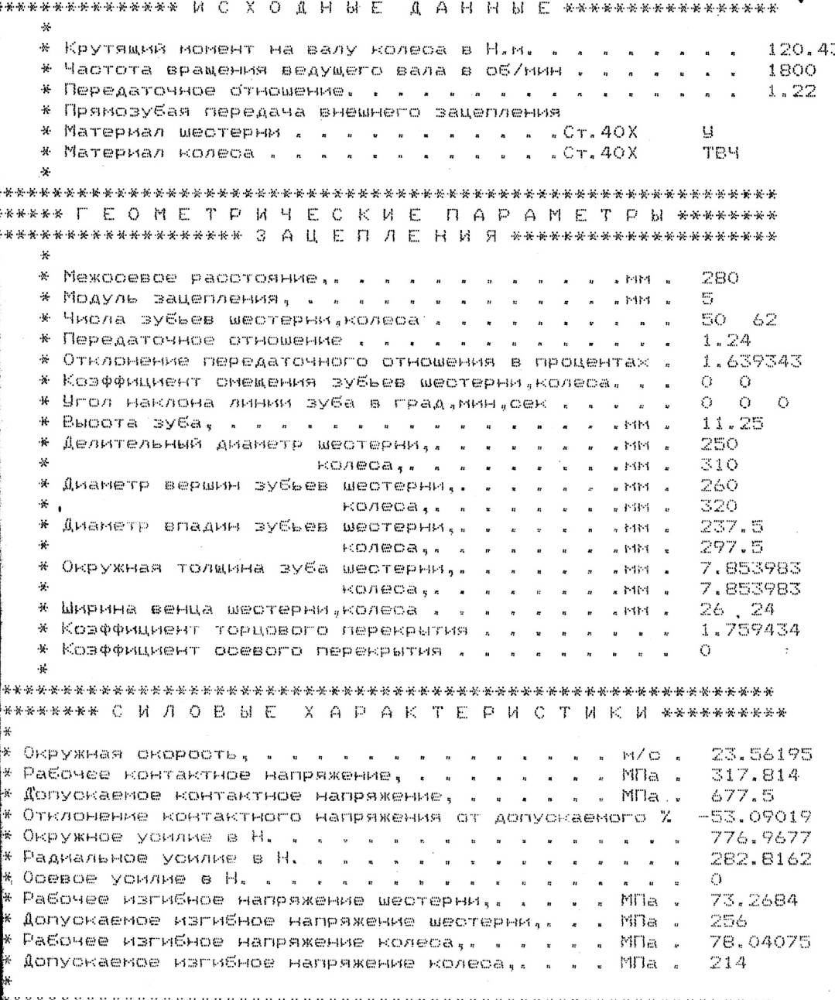 ************** И С Х О Д Н Ы Е Д А Н Н Ы Е *****************
*
* Крутящий момент на валу колеса в Н.м. . . . . . . . . 120.43
* Частота вращения ведущего вала в об/мин . . . . . . . 1800
* Передаточное отношение. . . . . . . . . . . . . . . . 1.22
* Прямозубая передача внешнего зацепления
* Материал шестерни . . . . . . . . . . .Ст.40Х У
* Материал колеса . . . . . . . . . . . .Ст.40Х ТВЧ
*
*************************************************************
***** Г Е О М Е Т Р И Ч Е С К И Е П А Р А М Е Т Р Ы ********
******************* З А Ц Е П Л Е Н И Я *********************
*
* Межосевое расстояние,. . . . . . . . . . . .мм . 280
* Модуль зацепления, . . . . . . . . . . . . .мм . 5
* Числа зубьев шестерни,колеса . . . . . . . . . . 50 62
* Передаточное отношение . . . . . . . . . . . . . 1.24
* Отклонение передаточного отношения в процентах . 1.639343
* Коэффициент смещения зубьев шестерни,колеса. . . 0 0
* Угол наклона линии зуба в град,мин,сек . . . . . 0 0 0
* Высота зуба, . . . . . . . . . . . . . . . .мм . 11.25
* Делительный диаметр шестерни,. . . . . . . .мм . 250
* колеса,. . . . . . . . .мм . 310
* Диаметр вершин зубьев шестерни,. . . . . . .мм . 260
* колеса,. . . . . . . .мм . 320
* Диаметр впадин зубьев шестерни,. . . . . . .мм . 237.5
* колеса,. . . . . . . .мм . 297.5
* Окружная толщина зуба шестерни,. . . . . . .мм . 7.853983
* колеса,. . . . . . . .мм . 7.853983
* Ширина венца шестерни,колеса . . . . . . . .мм . 26 , 24
* Коэффициент торцового перекрытия . . . . . . . . 1.759434
* Коэффициент осевого перекрытия . . . . . . . . . 0
*
*************************************************************
******** С И Л О В Ы Е Х А Р А К Т Е Р И С Т И К И **********
*
* Окружная скорость, . . . . . . . . . . . . . . м/с . 23.56195
* Рабочее контактное напряжение, . . . . . . . . МПа . 317.814
* Допускаемое контактное напряжение, . . . . . . МПа . 677.5
* Отклонение контактного напряжения от допускаемого % -53.09019
* Окружное усилие в Н. . . . . . . . . . . . . . . . 776.9677
* Радиальное усилие в Н. . . . . . . . . . . . . . . 282.8162
* Осевое усилие в Н. . . . . . . . . . . . . . . . . 0
* Рабочее изгибное напряжение шестерни,. . . . . МПа . 73.2684
* Допускаемое изгибное напряжение шестерни,. . . МПа . 256
* Рабочее изгибное напряжение колеса,. . . . . . МПа . 78.04075
* Допускаемое изгибное напряжение колеса,. . . . МПа . 214
*
*************************************************************